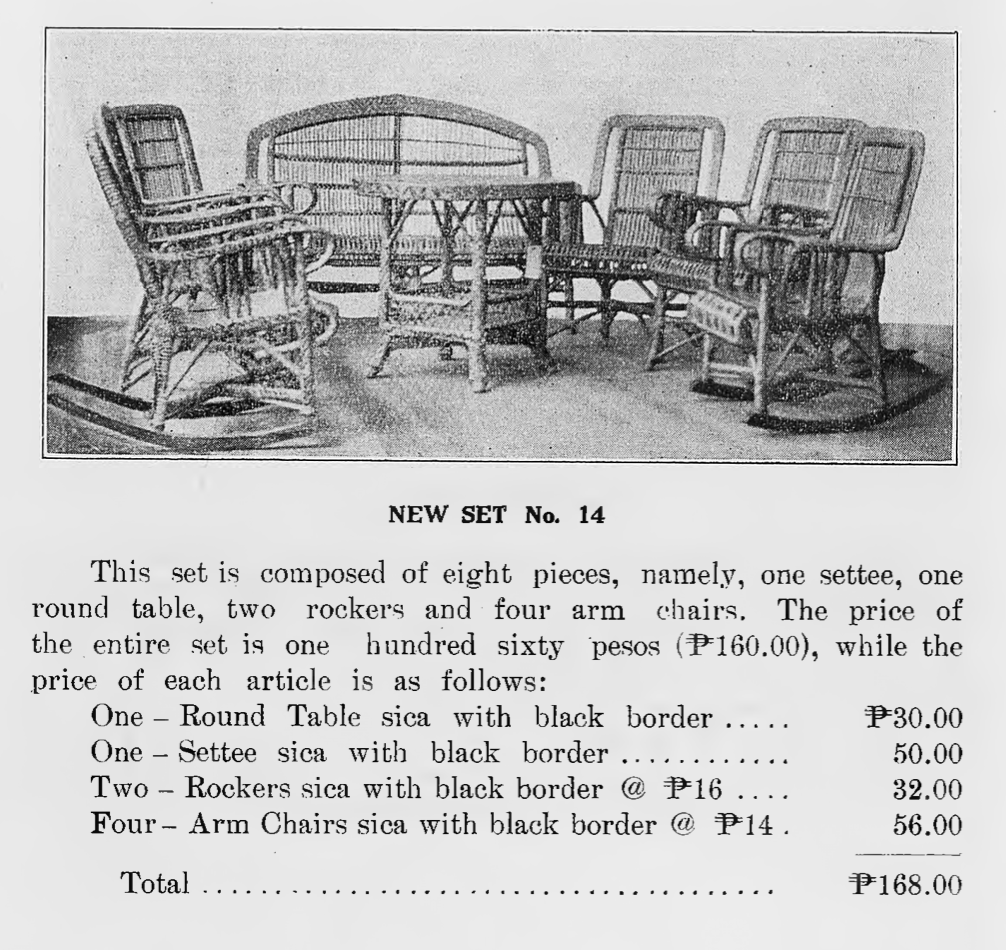 NEW SET No. 14
This set is composed of eight pieces, namely, one settee, one
round table, two rockers and four arm chairs. The price of
the entire set is one hundred sixty pesos (₱160.00), while the
price of each article is as follows:
One – Round Table sica with black border ..... ₱30.00
One – Settee sica with black border ............ 50.00
Two – Rockers sica with black border @ ₱16 .... 32.00
Four – Arm Chairs sica with black border @ ₱14 . 56.00
Total ........................................ ₱168.00